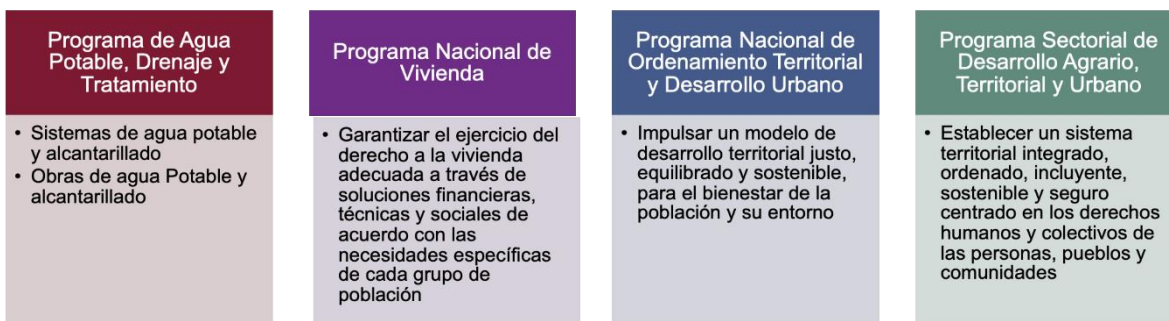 Programa de Agua
Potable, Drenaje y
Tratamiento
• Sistemas de agua potable
y alcantarillado
• Obras de agua Potable y
alcantarillado
Programa Nacional de
Vivienda
• Garantizar el ejercicio del
derecho a la vivienda
adecuada a través de
soluciones financieras,
técnicas y sociales de
acuerdo con las
necesidades específicas
de cada grupo de
población
Programa Nacional de
Ordenamiento Territorial
y Desarrollo Urbano
• Impulsar un modelo de
desarrollo territorial justo,
equilibrado y sostenible,
para el bienestar de la
población y su entorno
Programa Sectorial de
Desarrollo Agrario,
Territorial y Urbano
• Establecer un sistema
territorial integrado,
ordenado, incluyente,
sostenible y seguro
centrado en los derechos
humanos y colectivos de
las personas, pueblos y
comunidades